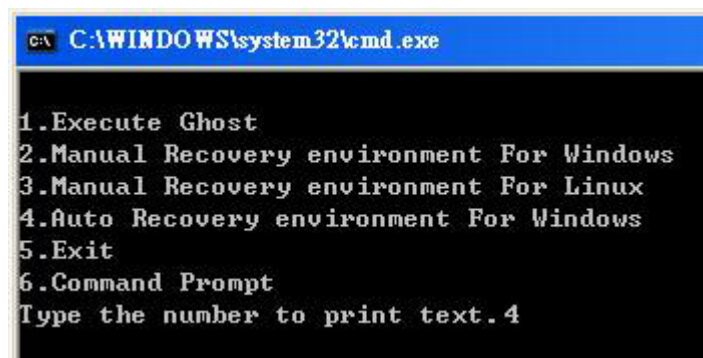 C:\WINDOWS\system32\cmd.exe
1.Execute Ghost
2.Manual Recovery environment For Windows
3.Manual Recovery environment For Linux
4.Auto Recovery environment For Windows
5.Exit
6.Command Prompt
Type the number to print text.4